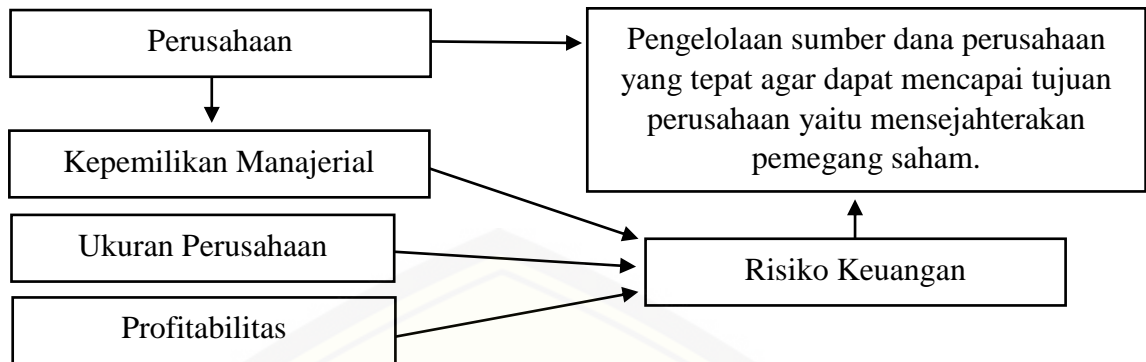 Perusahaan
Pengelolaan sumber dana perusahaan
yang tepat agar dapat mencapai tujuan
perusahaan yaitu mensejahterakan
pemegang saham.
Kepemilikan Manajerial
Ukuran Perusahaan
Risiko Keuangan
Profitabilitas